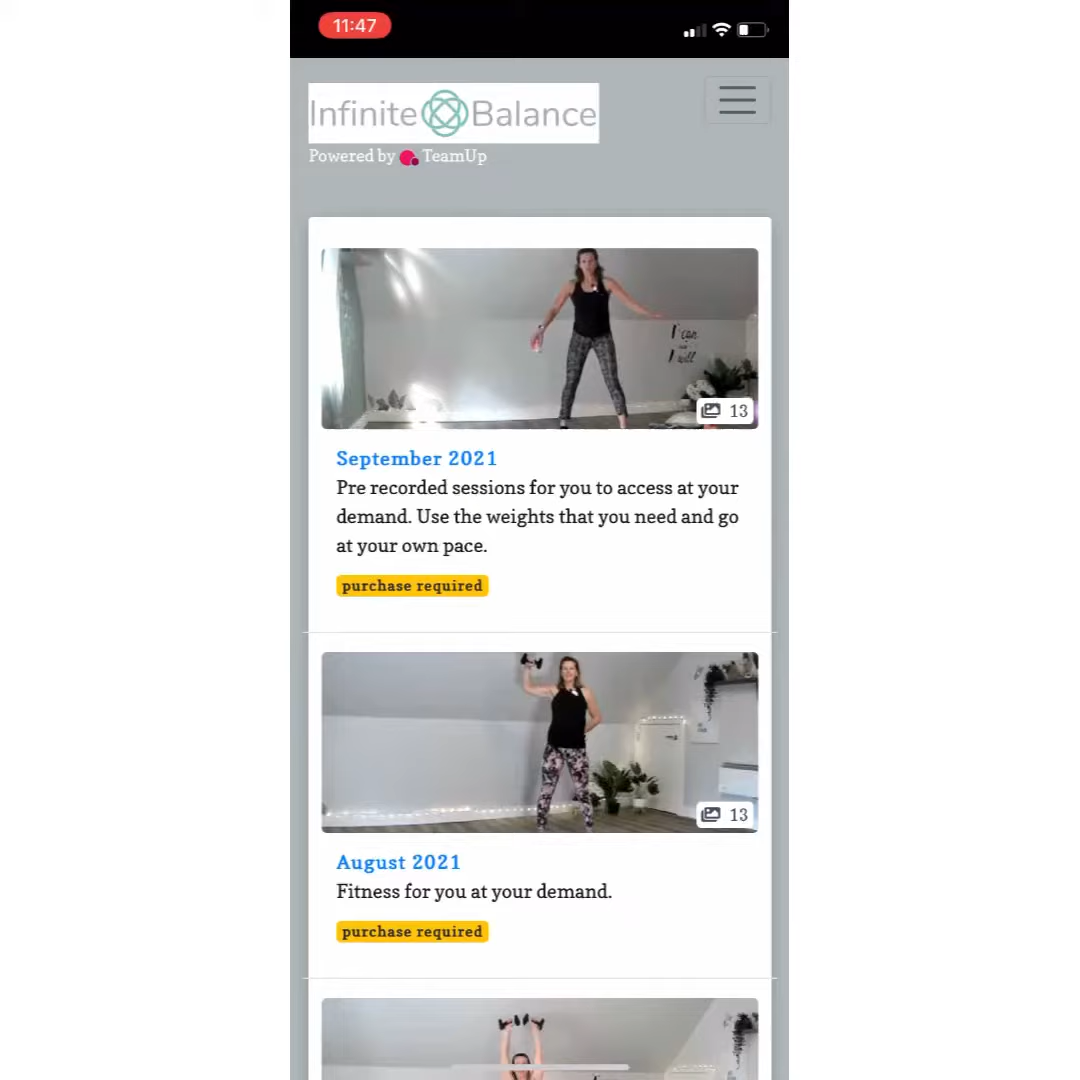 11:47
Infinite Balance
Powered by TeamUp
I can
I will
13
September 2021
Pre recorded sessions for you to access at your
demand. Use the weights that you need and go
at your own pace.
purchase required
13
August 2021
Fitness for you at your demand.
purchase required